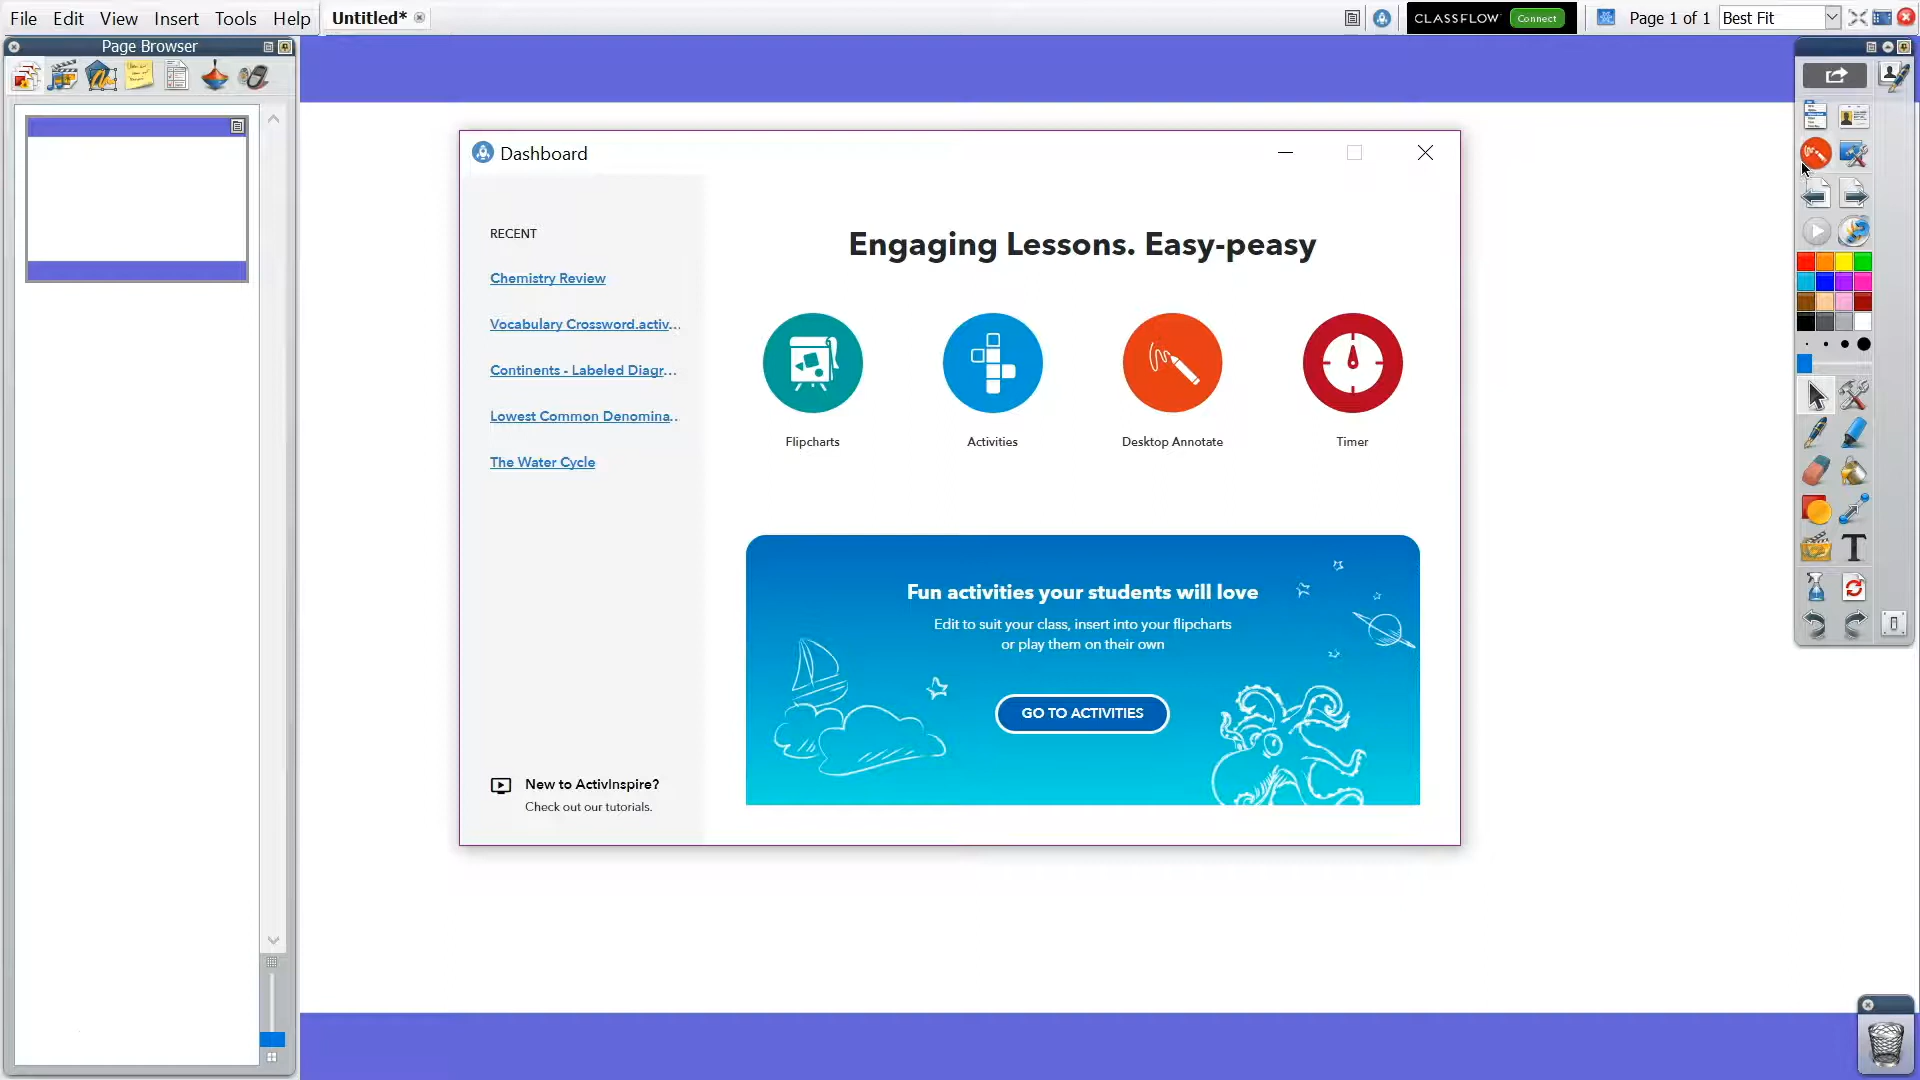 File Edit View Insert Tools Help Untitled* CLASSFLOW Connect Page 1 of 1 Best Fit
Page Browser
Dashboard
RECENT
Chemistry Review
Vocabulary Crossword.activ...
Continents - Labeled Diagr...
Lowest Common Denomina..
The Water Cycle
New to ActivInspire?
Check out our tutorials.
Engaging Lessons. Easy-peasy
Flipcharts Activities Desktop Annotate Timer
Fun activities your students will love
Edit to suit your class, insert into your flipcharts
or play them on their own
GO TO ACTIVITIES
T